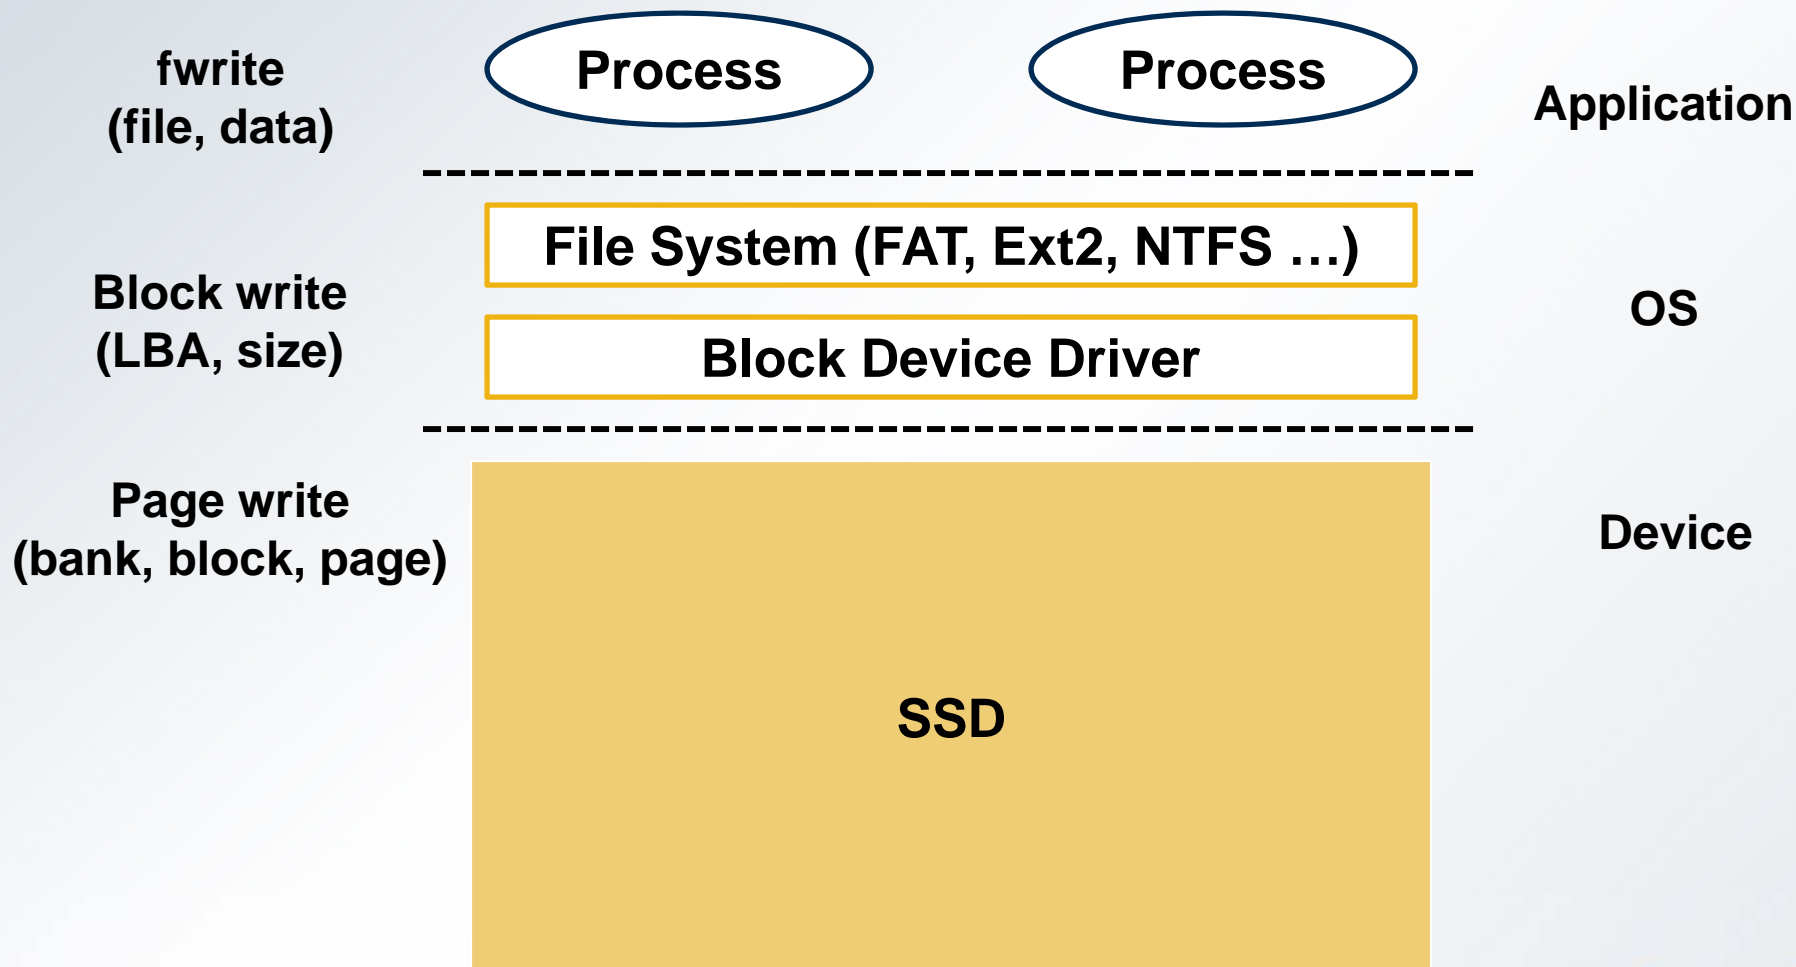 fwrite
(file, data)
Process
Process
Application
File System (FAT, Ext2, NTFS …)
Block write
(LBA, size)
OS
Block Device Driver
Page write
(bank, block, page)
Device
SSD